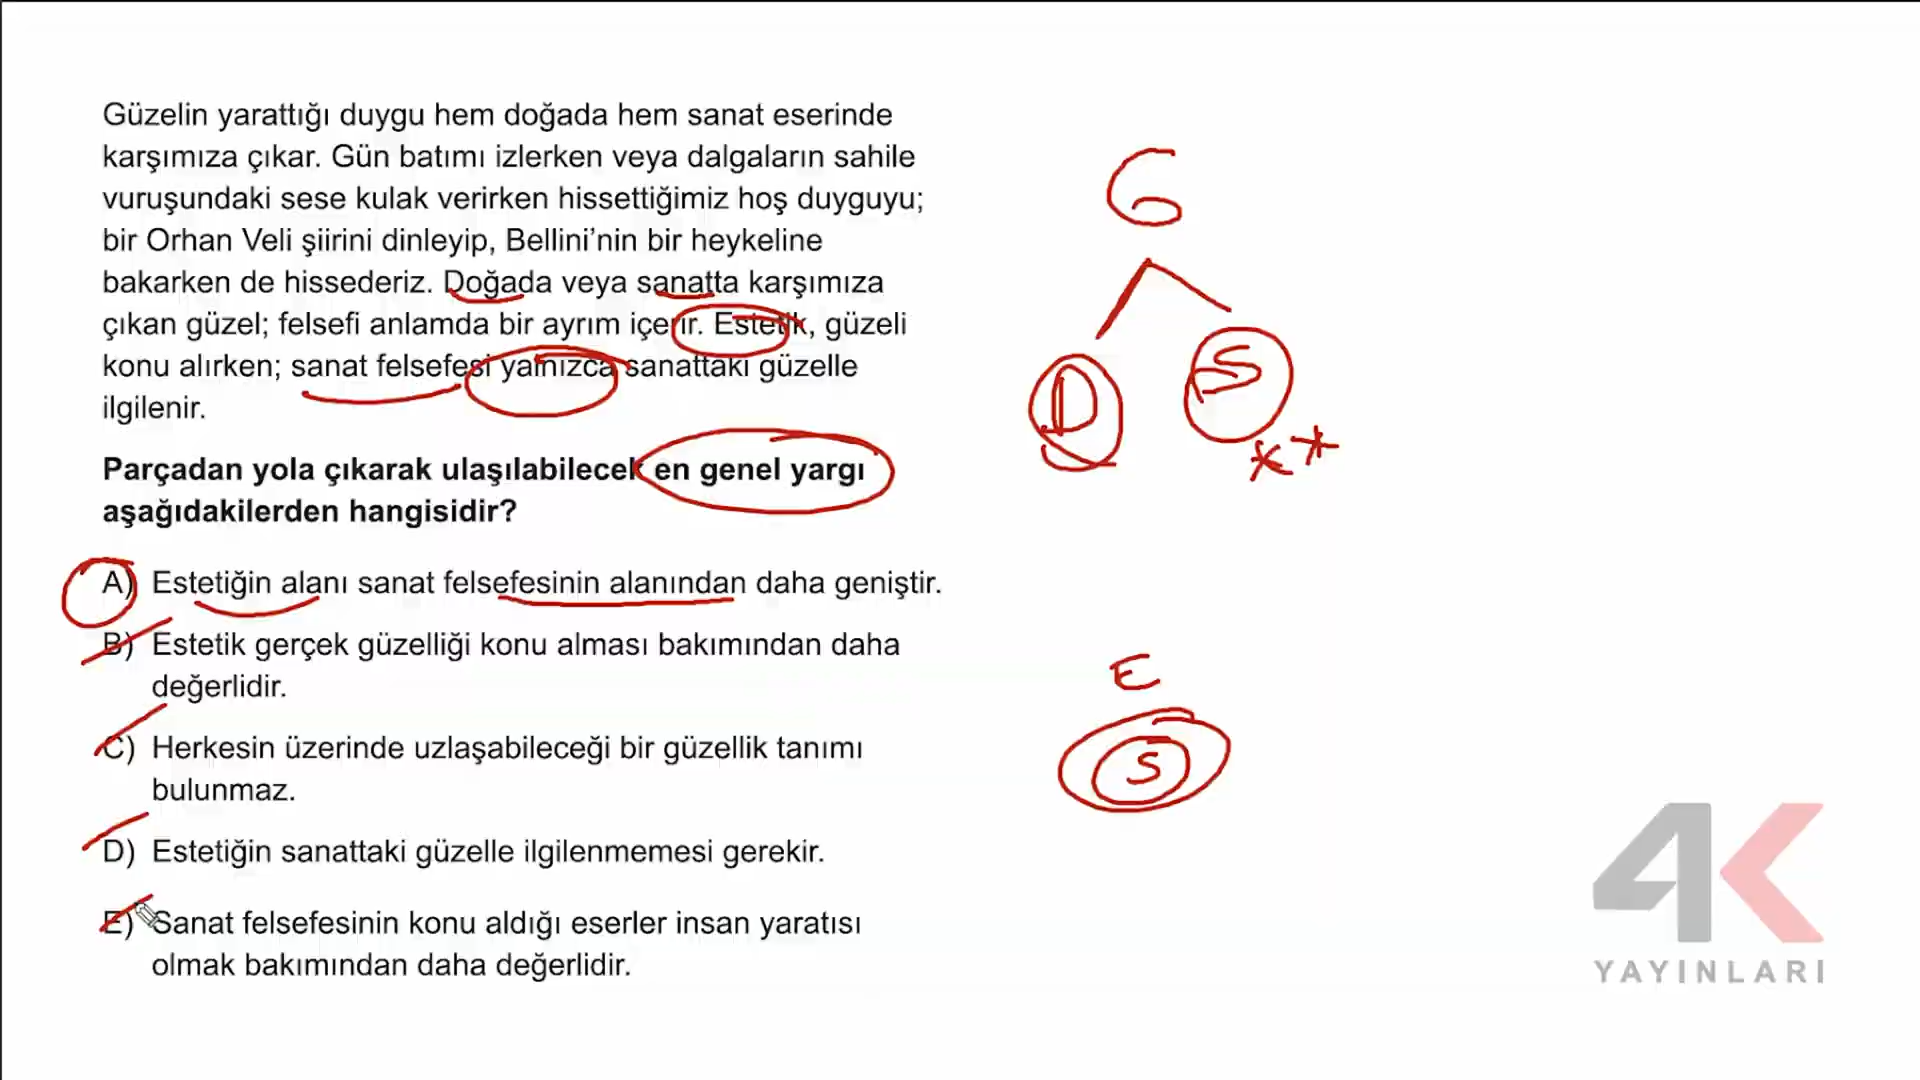 Güzelin yarattığı duygu hem doğada hem sanat eserinde
karşımıza çıkar. Gün batımı izlerken veya dalgaların sahile
vuruşundaki sese kulak verirken hissettiğimiz hoş duyguyu;
bir Orhan Veli şiirini dinleyip, Bellini’nin bir heykeline
bakarken de hissederiz. Doğada veya sanatta karşımıza
çıkan güzel; felsefi anlamda bir ayrım içerir. Estetik, güzeli
konu alırken; sanat felsefesi yalnızca sanattaki güzelle
ilgilenir.
Parçadan yola çıkarak ulaşılabilecek en genel yargı
aşağıdakilerden hangisidir?
A) Estetiğin alanı sanat felsefesinin alanından daha geniştir.
B) Estetik gerçek güzelliği konu alması bakımından daha
değerlidir.
C) Herkesin üzerinde uzlaşabileceği bir güzellik tanımı
bulunmaz.
D) Estetiğin sanattaki güzelle ilgilenmemesi gerekir.
E) Sanat felsefesinin konu aldığı eserler insan yaratısı
olmak bakımından daha değerlidir.
G
D S
**
E
S
4K
YAYINLARI